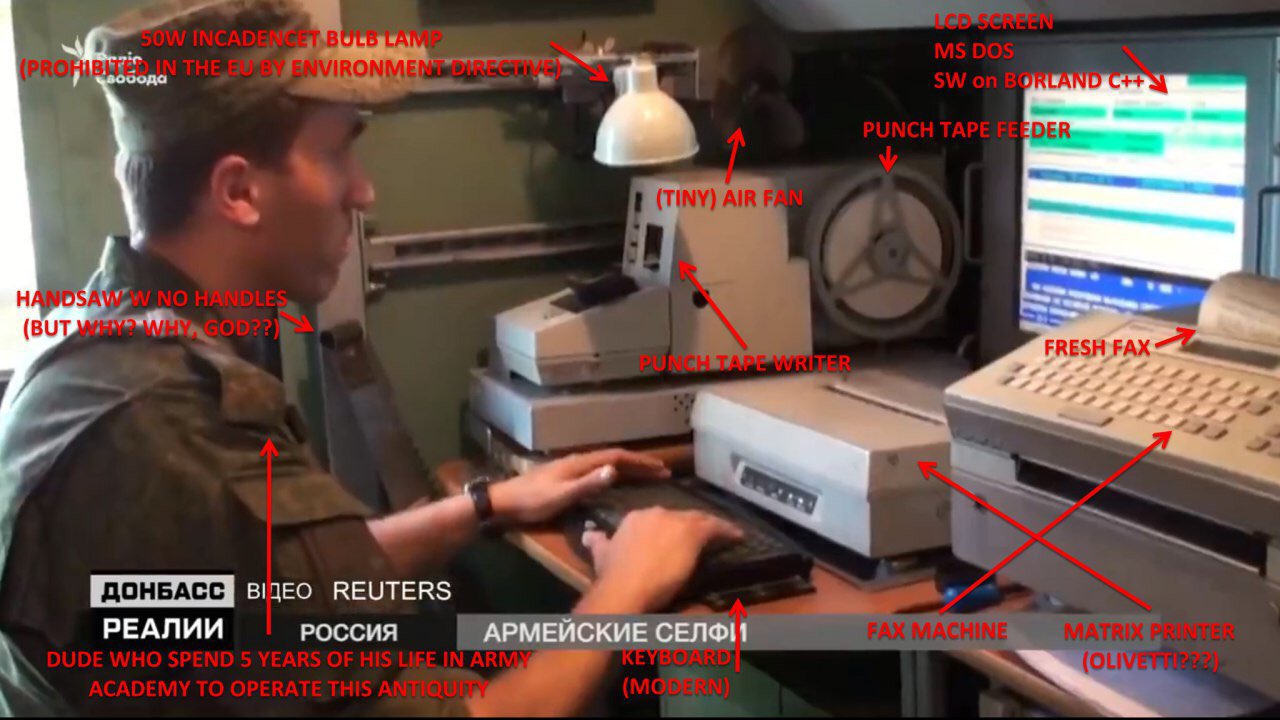 50W INCADENCET BULB LAMP
(PROHIBITED IN THE EU BY ENVIRONMENT DIRECTIVE)
Радіо
Свобода
LCD SCREEN
MS DOS
SW on BORLAND C++
PUNCH TAPE FEEDER
(TINY) AIR FAN
HANDSAW W NO HANDLES
(BUT WHY? WHY, GOD??)
PUNCH TAPE WRITER
FRESH FAX
ДОНБАСС
РЕАЛИИ
ВІДЕО REUTERS
РОССИЯ
АРМЕЙСКИЕ СЕЛФИ
DUDE WHO SPEND 5 YEARS OF HIS LIFE IN ARMY
ACADEMY TO OPERATE THIS ANTIQUITY
KEYBOARD
(MODERN)
FAX MACHINE
MATRIX PRINTER
(OLIVETTI???)